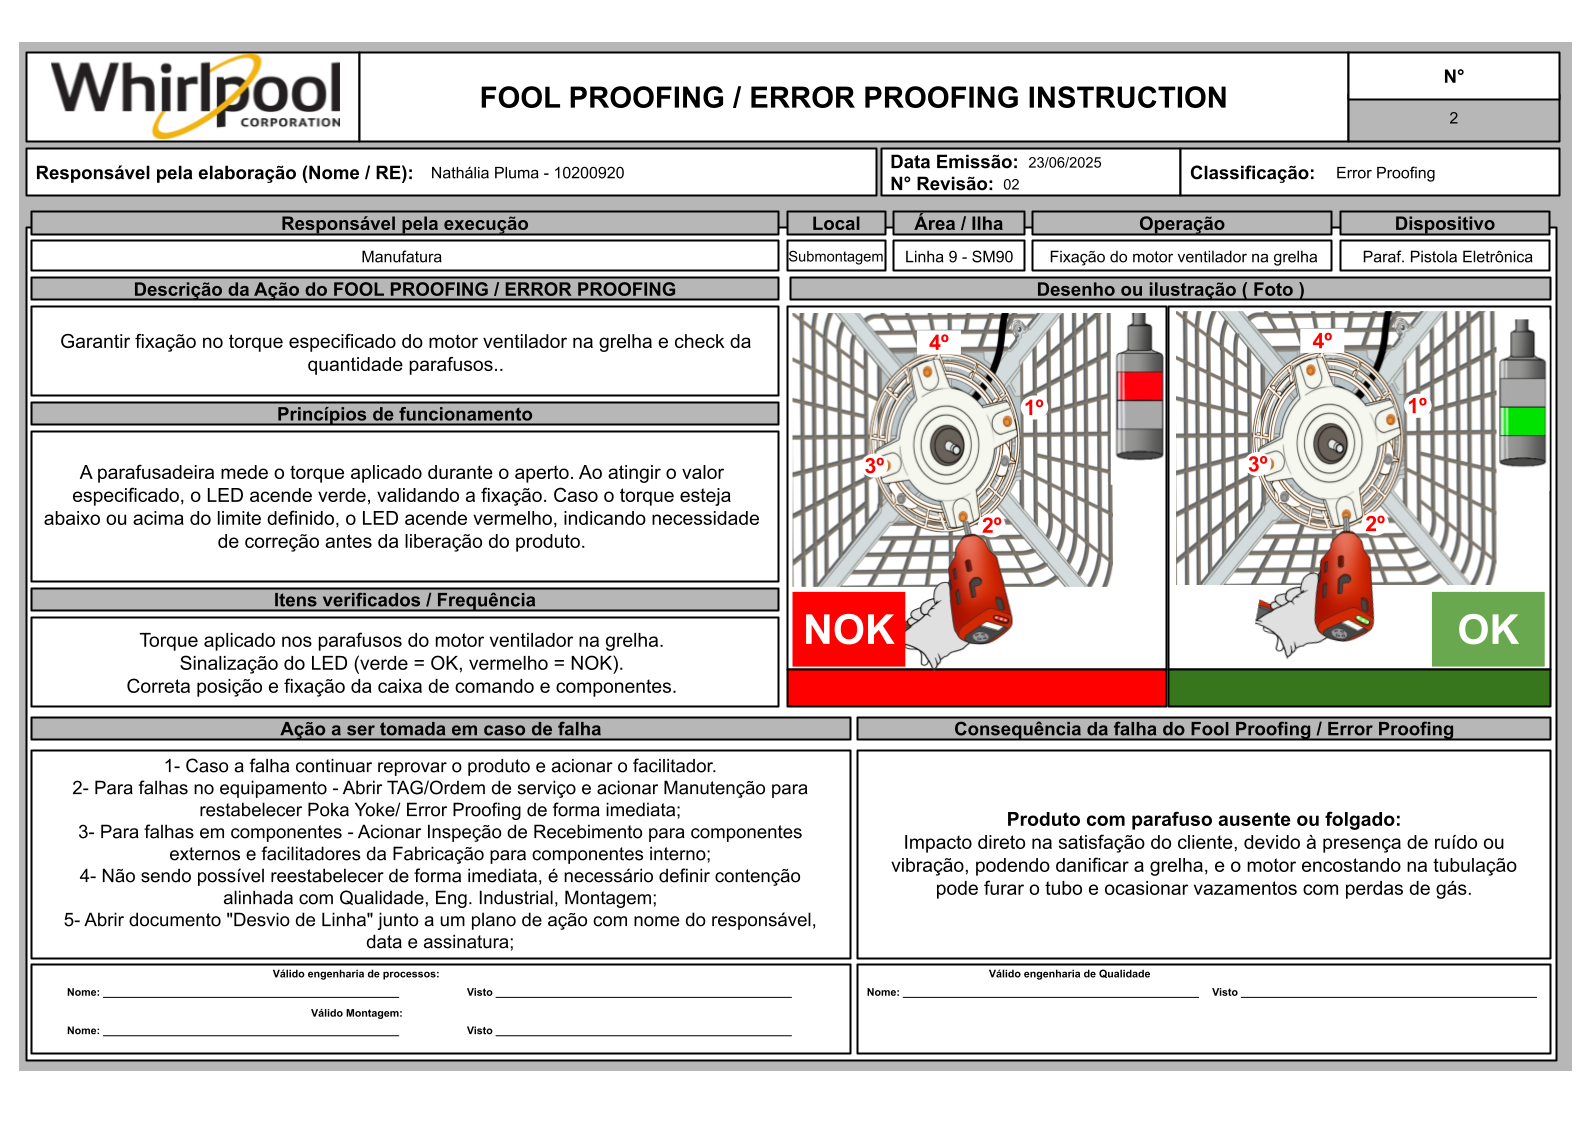 Whirlpool
CORPORATION
FOOL PROOFING / ERROR PROOFING INSTRUCTION
N°
2
Responsável pela elaboração (Nome / RE): Nathália Pluma - 10200920
Data Emissão: 23/06/2025
N° Revisão: 02
Classificação: Error Proofing
Responsável pela execução
Local
Área / Ilha
Operação
Dispositivo
Manufatura
Submontagem
Linha 9 - SM90
Fixação do motor ventilador na grelha
Paraf. Pistola Eletrônica
Descrição da Ação do FOOL PROOFING / ERROR PROOFING
Desenho ou ilustração ( Foto )
Garantir fixação no torque especificado do motor ventilador na grelha e check da
quantidade parafusos..
Princípios de funcionamento
A parafusadeira mede o torque aplicado durante o aperto. Ao atingir o valor
especificado, o LED acende verde, validando a fixação. Caso o torque esteja
abaixo ou acima do limite definido, o LED acende vermelho, indicando necessidade
de correção antes da liberação do produto.
Itens verificados / Frequência
Torque aplicado nos parafusos do motor ventilador na grelha.
Sinalização do LED (verde = OK, vermelho = NOK).
Correta posição e fixação da caixa de comando e componentes.
4º
1º
3º
2º
NOK
4º
1º
3º
2º
OK
Ação a ser tomada em caso de falha
1- Caso a falha continuar reprovar o produto e acionar o facilitador.
2- Para falhas no equipamento - Abrir TAG/Ordem de serviço e acionar Manutenção para
restabelecer Poka Yoke/ Error Proofing de forma imediata;
3- Para falhas em componentes - Acionar Inspeção de Recebimento para componentes
externos e facilitadores da Fabricação para componentes interno;
4- Não sendo possível reestabelecer de forma imediata, é necessário definir contenção
alinhada com Qualidade, Eng. Industrial, Montagem;
5- Abrir documento "Desvio de Linha" junto a um plano de ação com nome do responsável,
data e assinatura;
Consequência da falha do Fool Proofing / Error Proofing
Produto com parafuso ausente ou folgado:
Impacto direto na satisfação do cliente, devido à presença de ruído ou
vibração, podendo danificar a grelha, e o motor encostando na tubulação
pode furar o tubo e ocasionar vazamentos com perdas de gás.
Válido engenharia de processos:
Nome: Visto
Válido Montagem:
Nome: Visto
Válido engenharia de Qualidade
Nome: Visto